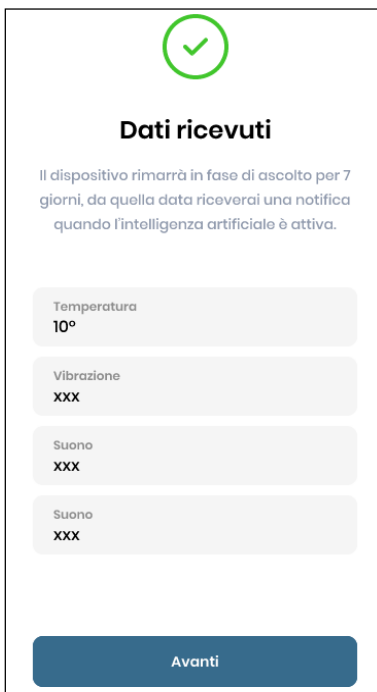 Dati ricevuti
Il dispositivo rimarrà in fase di ascolto per 7
giorni, da quella data riceverai una notifica
quando l'intelligenza artificiale è attiva.
Temperatura
10°
Vibrazione
xxx
Suono
xxx
Suono
xxx
Avanti